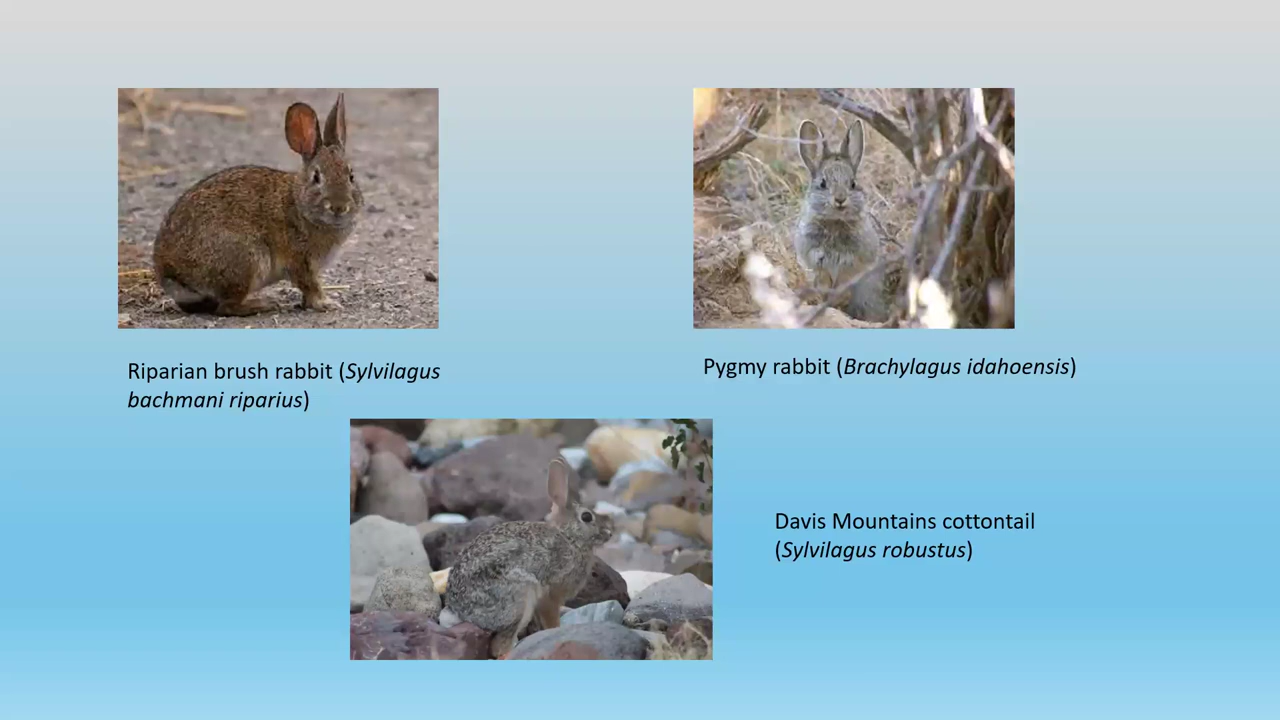 Riparian brush rabbit (Sylvilagus
bachmani riparius)
Pygmy rabbit (Brachylagus idahoensis)
Davis Mountains cottontail
(Sylvilagus robustus)